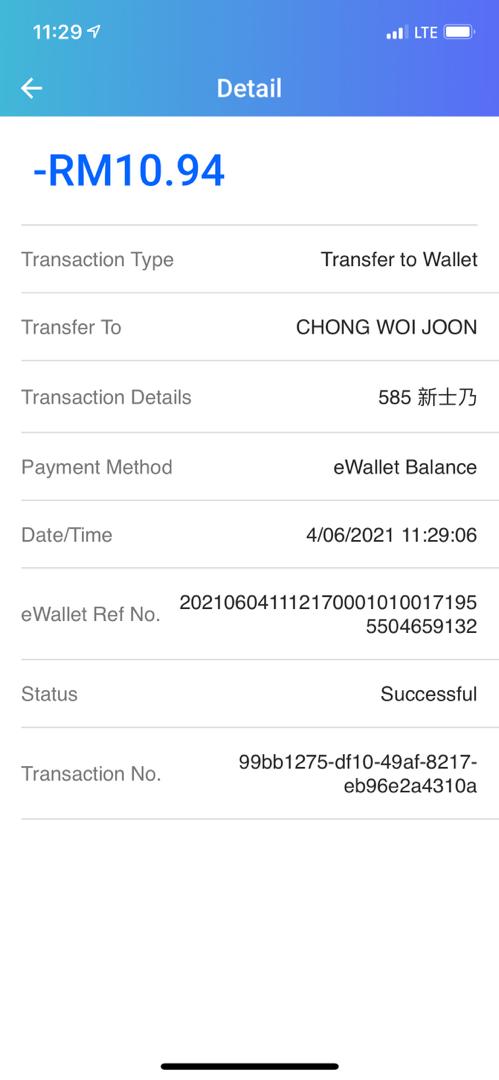 11:29
LTE
Detail
-RM10.94
Transaction Type Transfer to Wallet
Transfer To CHONG WOI JOON
Transaction Details 585 新士乃
Payment Method eWallet Balance
Date/Time 4/06/2021 11:29:06
eWallet Ref No. 202106041112170001010017195
5504659132
Status Successful
Transaction No. 99bb1275-df10-49af-8217-
eb96e2a4310a